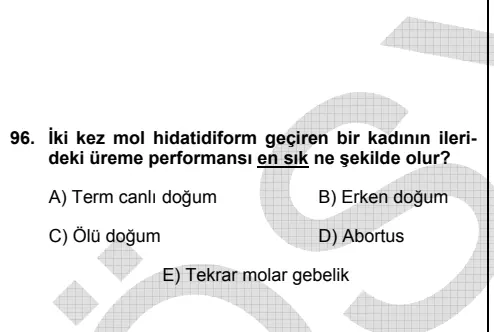 96. İki kez mol hidatidiform geçiren bir kadının ileri-
deki üreme performansı en sık ne şekilde olur?
A) Term canlı doğum B) Erken doğum
C) Ölü doğum D) Abortus
E) Tekrar molar gebelik